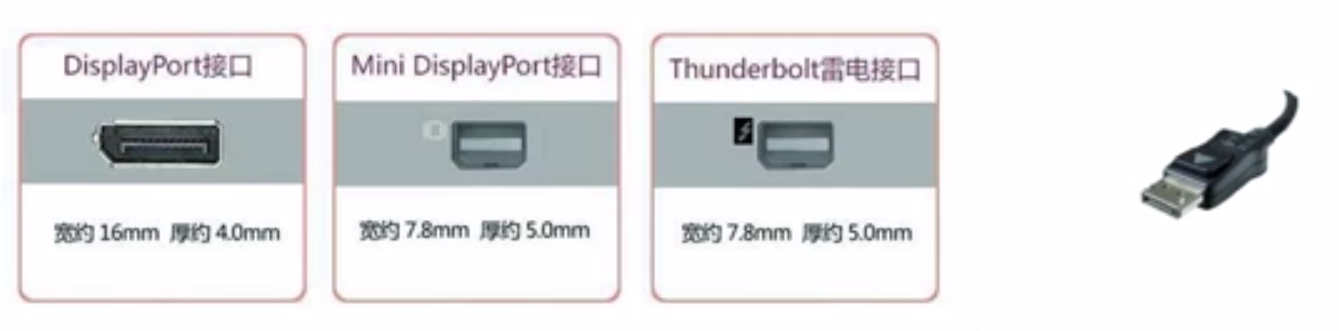 DisplayPort接口
宽约 16mm 厚约 4.0mm
Mini DisplayPort接口
宽约 7.8mm 厚约 5.0mm
Thunderbolt雷电接口
宽约 7.8mm 厚约 5.0mm